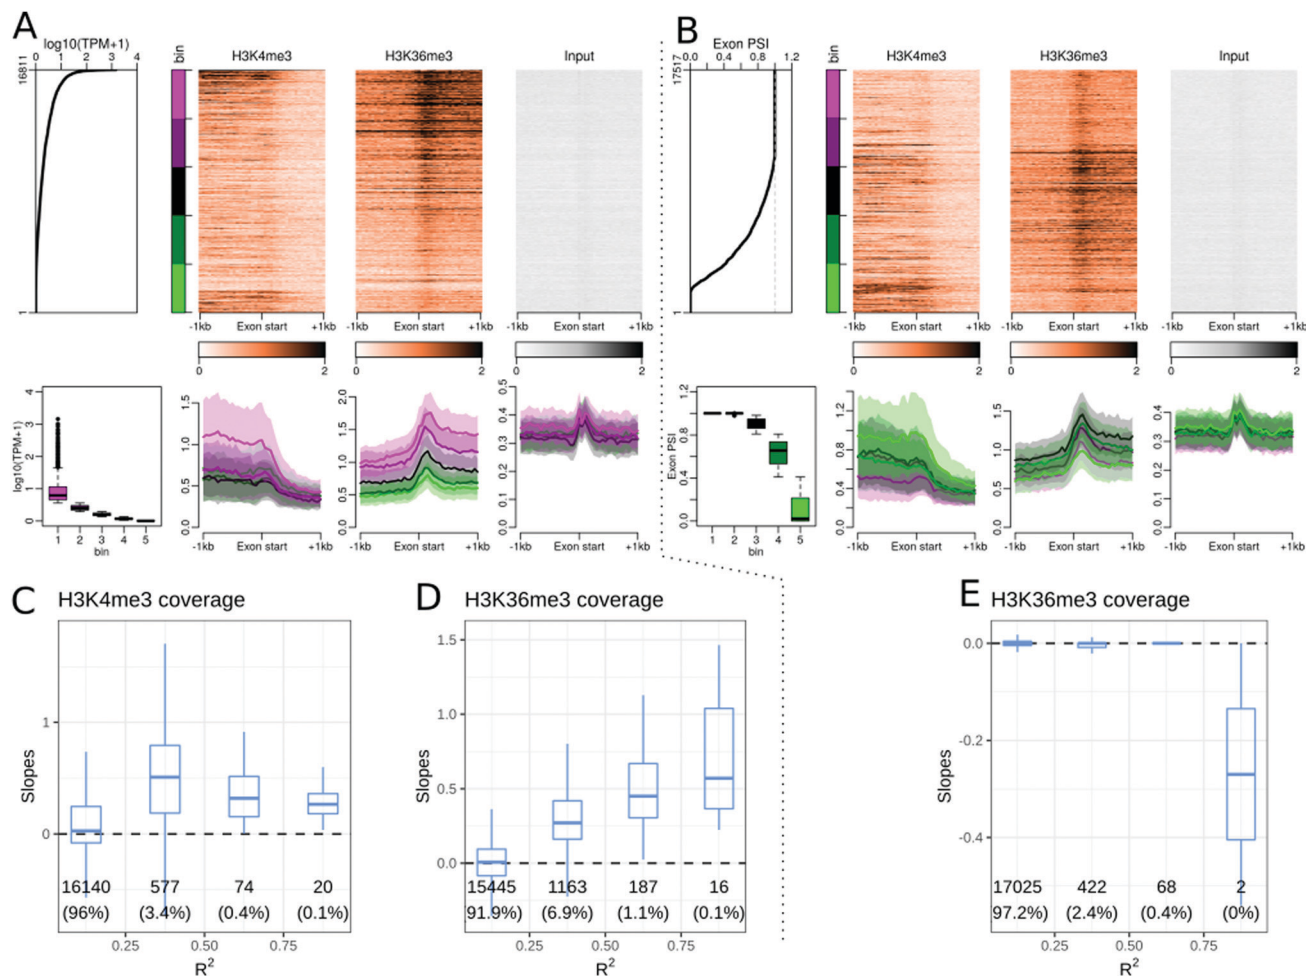 A
log10(TPM+1)
0 1 2 3 4
16811
1
bin
H3K4me3
H3K36me3
Input
-1kb Exon start +1kb
-1kb Exon start +1kb
-1kb Exon start +1kb
0 2
0 2
0 2
log10(TPM+1)
0 1 2 3 4
1 2 3 4 5
bin
0.0 0.5 1.0 1.5
-1kb Exon start +1kb
0.0 0.5 1.0 1.5 2.0
-1kb Exon start +1kb
0.0 0.1 0.2 0.3 0.4 0.5
-1kb Exon start +1kb
B
Exon PSI
0.0 0.4 0.8 1.2
17517
1
bin
H3K4me3
H3K36me3
Input
-1kb Exon start +1kb
-1kb Exon start +1kb
-1kb Exon start +1kb
0 2
0 2
0 2
Exon PSI
0.0 0.4 0.8 1.2
1 2 3 4 5
bin
0.0 0.2 0.6 1.0 1.4
-1kb Exon start +1kb
0.0 0.5 1.0 1.5
-1kb Exon start +1kb
0.0 0.1 0.2 0.3 0.4
-1kb Exon start +1kb
C
H3K4me3 coverage
Slopes
1
0
16140 577 74 20
(96%) (3.4%) (0.4%) (0.1%)
0.25 0.50 0.75
R²
D
H3K36me3 coverage
Slopes
1.5
1.0
0.5
0.0
15445 1163 187 16
(91.9%) (6.9%) (1.1%) (0.1%)
0.25 0.50 0.75
R²
E
H3K36me3 coverage
Slopes
0.0
-0.2
-0.4
17025 422 68 2
(97.2%) (2.4%) (0.4%) (0%)
0.25 0.50 0.75
R²